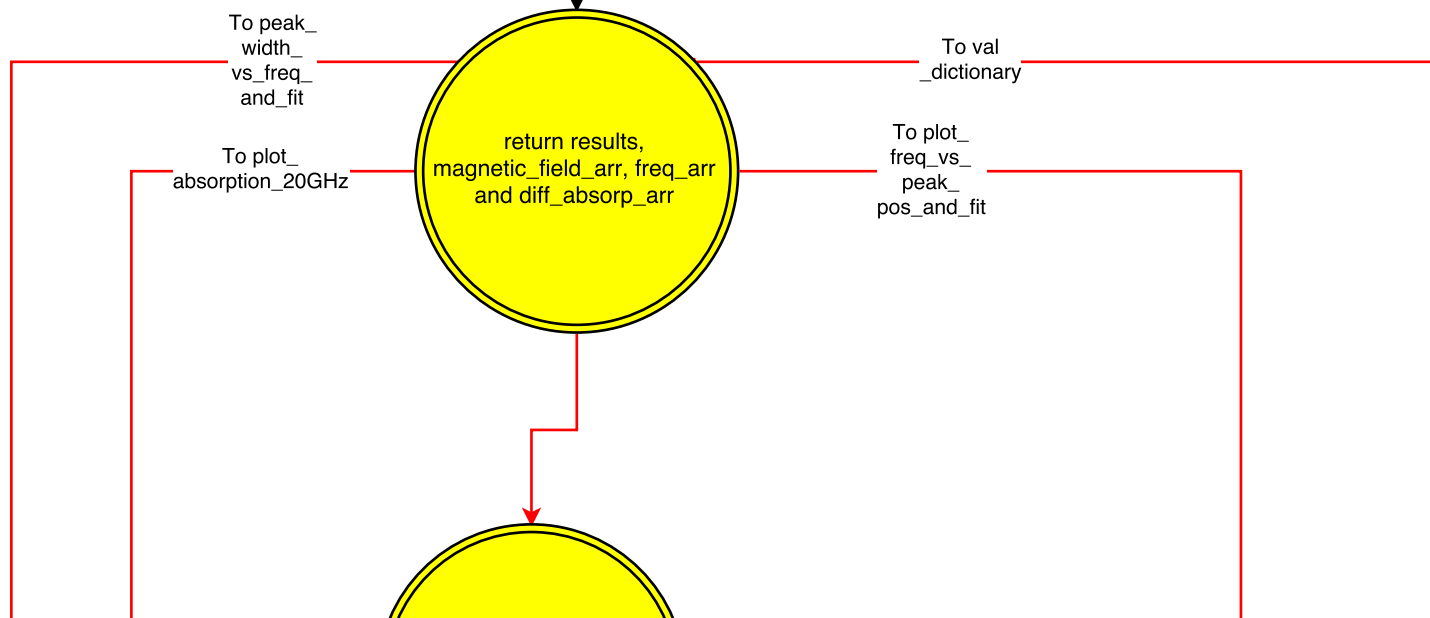 To peak_
width_
vs_freq_
and_fit
To val
_dictionary
To plot_
absorption_20GHz
return results,
magnetic_field_arr, freq_arr
and diff_absorp_arr
To plot_
freq_vs_
peak_
pos_and_fit